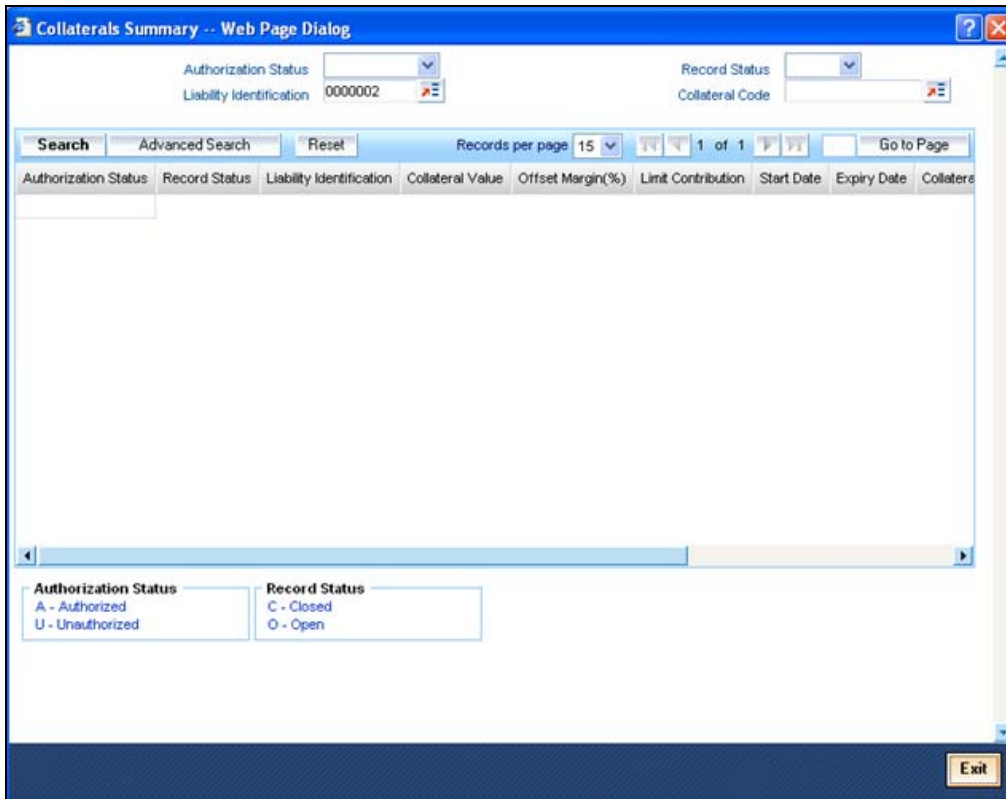 Collaterals Summary -- Web Page Dialog
Authorization Status Record Status
Liability Identification 0000002 Collateral Code
Search Advanced Search Reset Records per page 15 1 of 1 Go to Page
Authorization Status Record Status Liability Identification Collateral Value Offset Margin(%) Limit Contribution Start Date Expiry Date Collatera
Authorization Status Record Status
A - Authorized C - Closed
U - Unauthorized O - Open
Exit